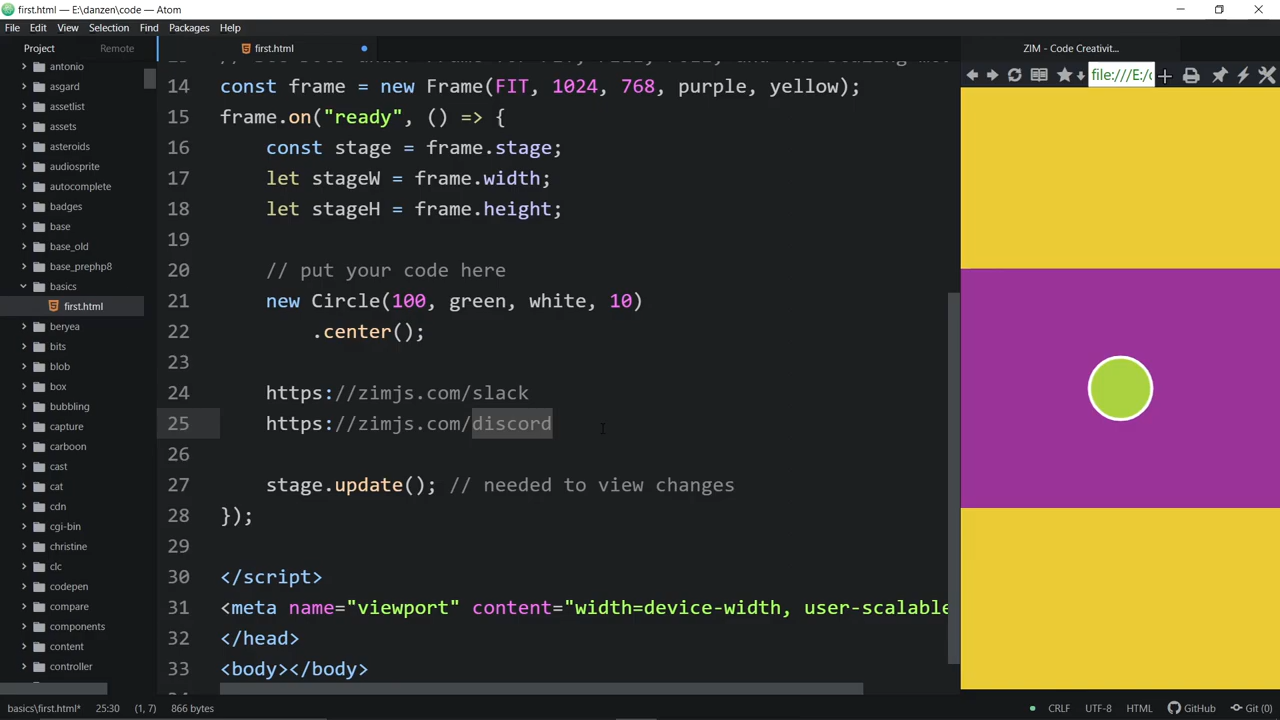 first.html — E:\danzen\code — Atom
File Edit View Selection Find Packages Help
Project Remote
first.html
ZIM - Code Creativit...
file:///E:/c
antonio
asgard
assetlist
assets
asteroids
audiosprite
autocomplete
badges
base
base_old
base_prephp8
basics
first.html
beryea
bits
blob
box
bubbling
capture
carboon
cast
cat
cdn
cgi-bin
christine
clc
codepen
compare
components
content
controller
14 const frame = new Frame(FIT, 1024, 768, purple, yellow);
15 frame.on("ready", () => {
16 const stage = frame.stage;
17 let stageW = frame.width;
18 let stageH = frame.height;
19
20 // put your code here
21 new Circle(100, green, white, 10)
22 .center();
23
24 https://zimjs.com/slack
25 https://zimjs.com/discord
26
27 stage.update(); // needed to view changes
28 });
29
30 </script>
31 <meta name="viewport" content="width=device-width, user-scalable
32 </head>
33 <body></body>
basics\first.html* 25:30 (1, 7) 866 bytes CRLF UTF-8 HTML GitHub Git (0)